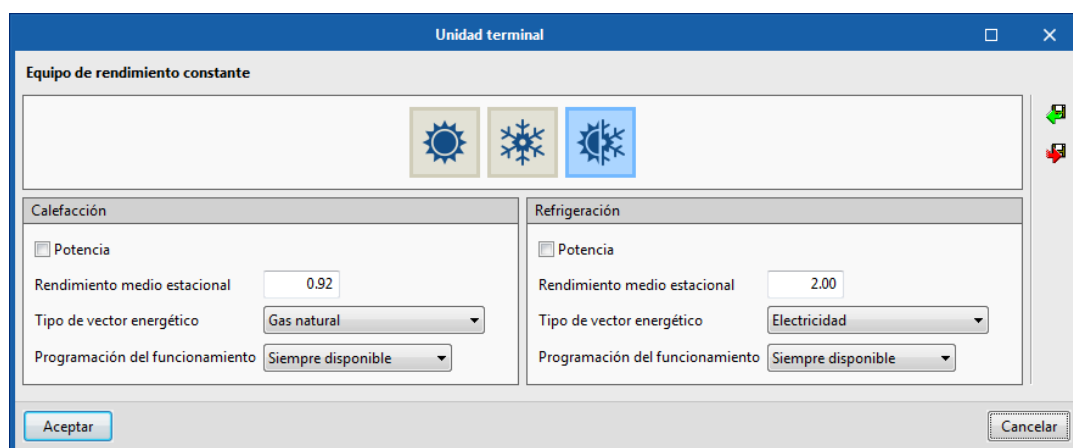 Unidad terminal
Equipo de rendimiento constante
Calefacción
Potencia
Rendimiento medio estacional 0.92
Tipo de vector energético Gas natural
Programación del funcionamiento Siempre disponible
Refrigeración
Potencia
Rendimiento medio estacional 2.00
Tipo de vector energético Electricidad
Programación del funcionamiento Siempre disponible
Aceptar
Cancelar